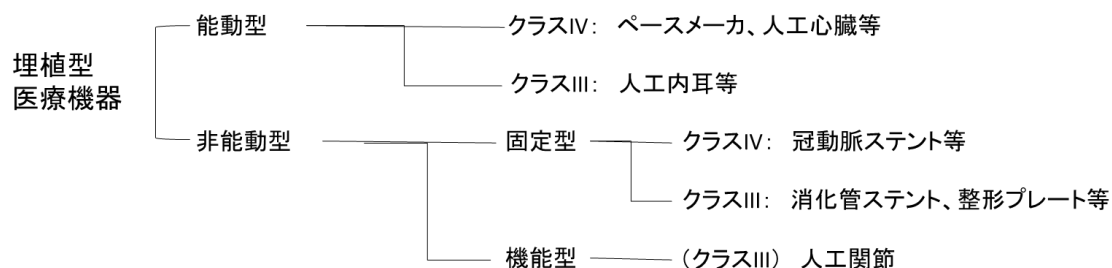 埋植型
医療機器
能動型
クラスⅣ： ペースメーカ、人工心臓等
クラスⅢ： 人工内耳等
非能動型
固定型
クラスⅣ： 冠動脈ステント等
クラスⅢ： 消化管ステント、整形プレート等
機能型
（クラスⅢ） 人工関節